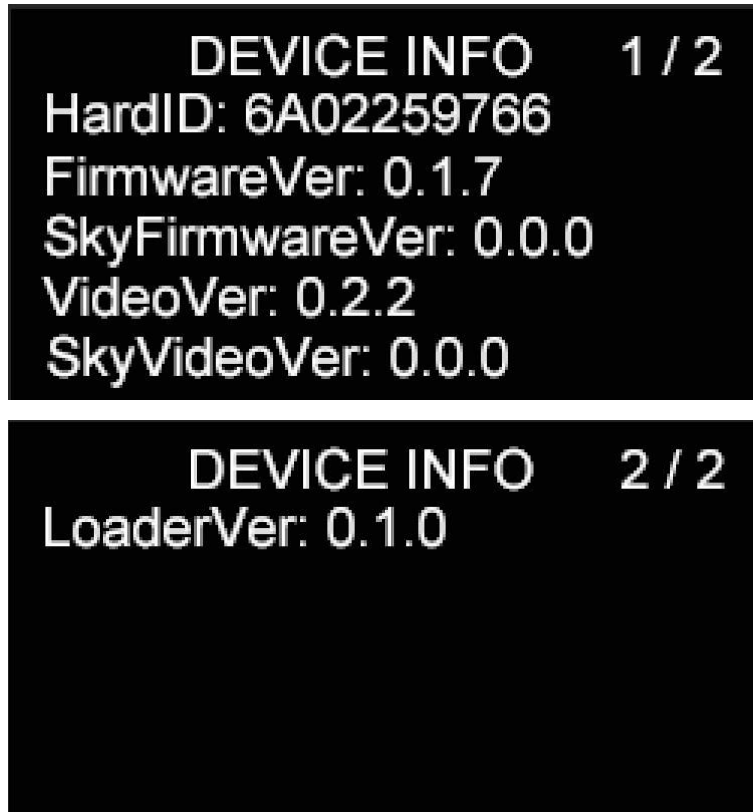 DEVICE INFO 1 / 2
HardID: 6A02259766
FirmwareVer: 0.1.7
SkyFirmwareVer: 0.0.0
VideoVer: 0.2.2
SkyVideoVer: 0.0.0
DEVICE INFO 2 / 2
LoaderVer: 0.1.0